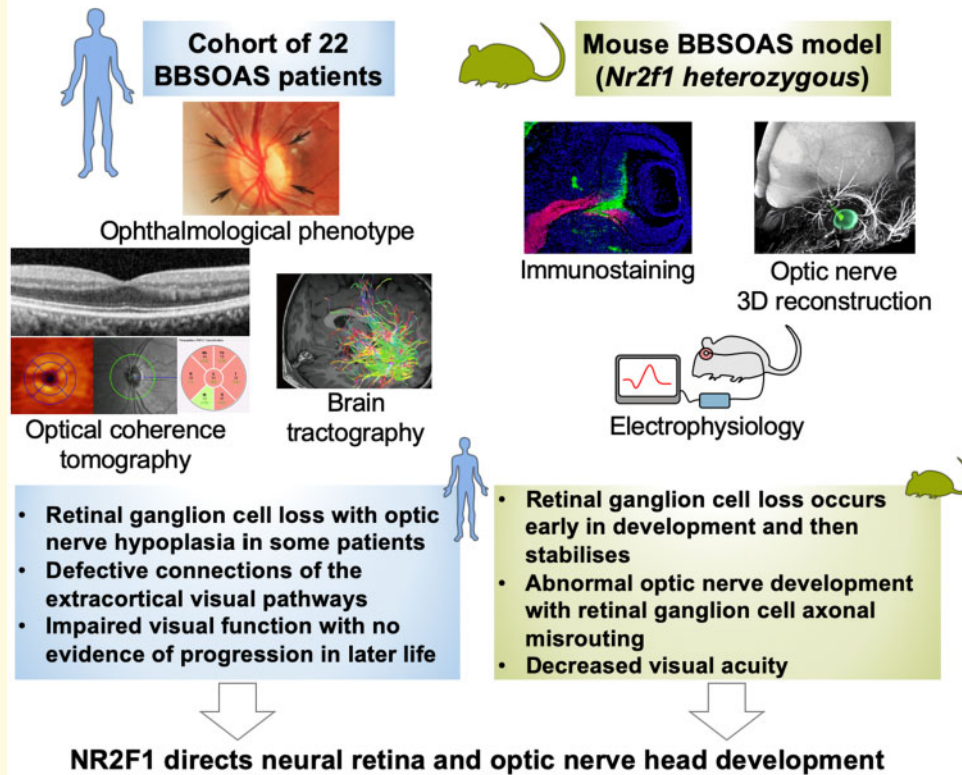 Cohort of 22
BBSOAS patients
Ophthalmological phenotype
Optical coherence
tomography
Brain
tractography
Mouse BBSOAS model
(Nr2f1 heterozygous)
Immunostaining
Optic nerve
3D reconstruction
Electrophysiology
• Retinal ganglion cell loss with optic
nerve hypoplasia in some patients
• Defective connections of the
extracortical visual pathways
• Impaired visual function with no
evidence of progression in later life
• Retinal ganglion cell loss occurs
early in development and then
stabilises
• Abnormal optic nerve development
with retinal ganglion cell axonal
misrouting
• Decreased visual acuity
NR2F1 directs neural retina and optic nerve head development